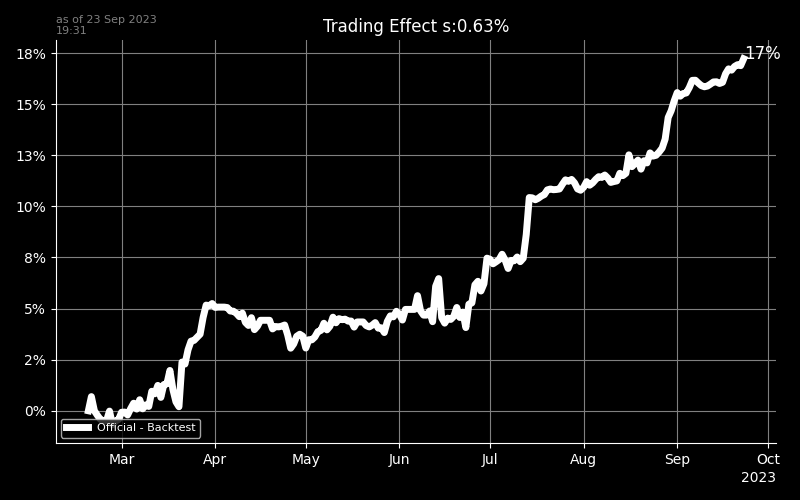 as of 23 Sep 2023
19:31
Trading Effect s:0.63%
17%
18%
15%
13%
10%
8%
5%
2%
0%
Official - Backtest
Mar Apr May Jun Jul Aug Sep Oct
2023